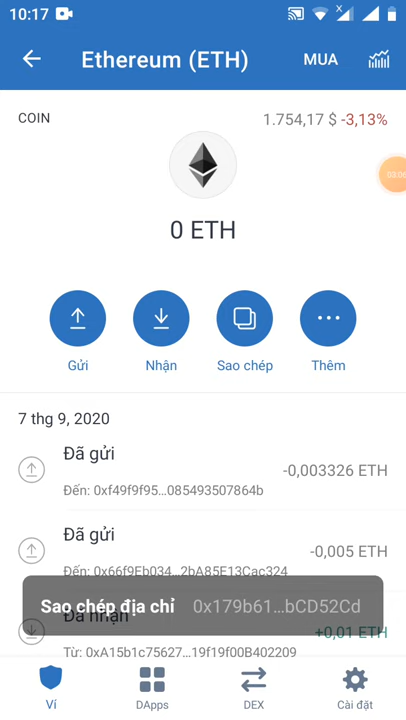 10:17
Ethereum (ETH)
MUA
COIN
1.754,17 $ -3,13%
03:06
0 ETH
Gửi
Nhận
Sao chép
Thêm
7 thg 9, 2020
Đã gửi
-0,003326 ETH
Đến: 0xf49f9f95...085493507864b
Đã gửi
-0,005 ETH
Đến: 0x66f9Eb034...2bA85E13Cac324
Sao chép địa chỉ 0x179b61...bCD52Cd
Đã nhận
+0,01 ETH
Từ: 0xA15b1c75627...19f19f00B402209
Ví
DApps
DEX
Cài đặt